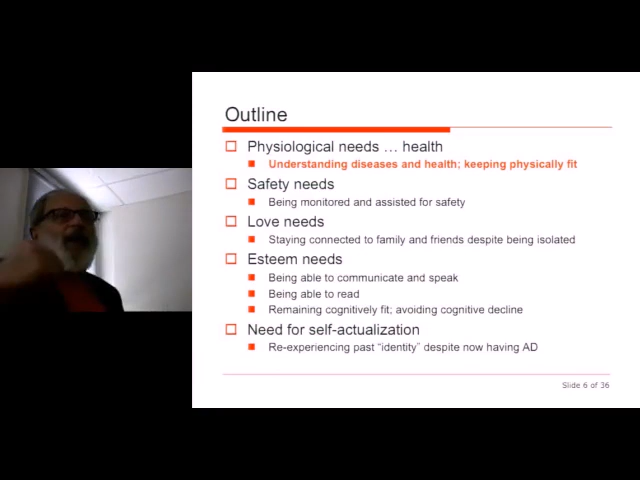 Outline
Physiological needs … health
Understanding diseases and health; keeping physically fit
Safety needs
Being monitored and assisted for safety
Love needs
Staying connected to family and friends despite being isolated
Esteem needs
Being able to communicate and speak
Being able to read
Remaining cognitively fit; avoiding cognitive decline
Need for self-actualization
Re-experiencing past “identity” despite now having AD
Slide 6 of 36